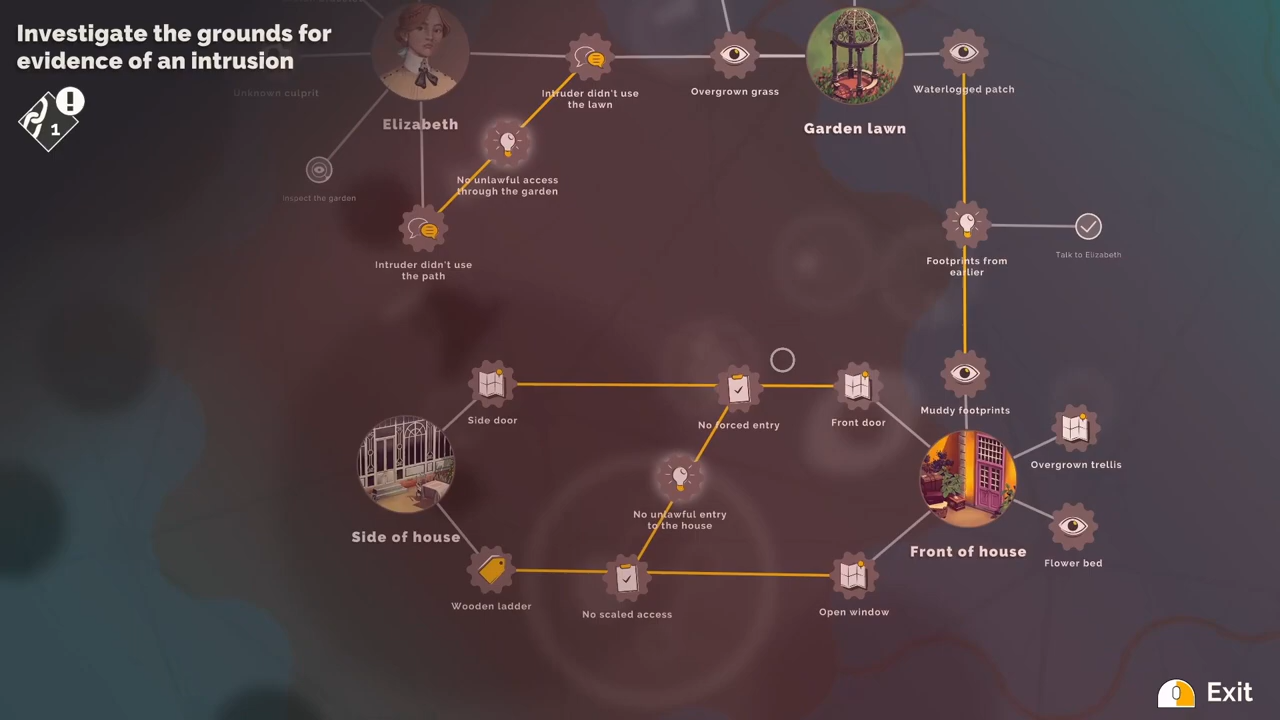 Investigate the grounds for
evidence of an intrusion
1
Unknown culprit
Elizabeth
Intruder didn't use
the lawn
Overgrown grass
Garden lawn
Waterlogged patch
No unlawful access
through the garden
Inspect the garden
Intruder didn't use
the path
Footprints from
earlier
Talk to Elizabeth
Side door
No forced entry
Front door
Muddy footprints
Overgrown trellis
Side of house
No unlawful entry
to the house
Front of house
Flower bed
Wooden ladder
No scaled access
Open window
Exit